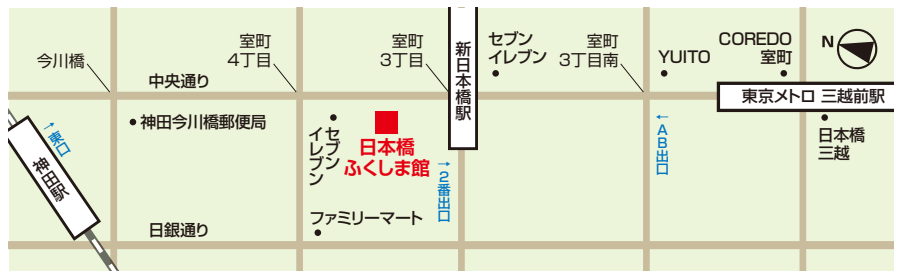 今川橋
室町
4丁目
室町
3丁目
新日本橋駅
セブン
イレブン
室町
3丁目南
YUITO
COREDO
室町
N
中央通り
東京メトロ 三越前駅
神田今川橋郵便局
セブン
イレブン
日本橋
ふくしま館
→2番出口
←AB出口
日本橋
三越
←東口
神田駅
日銀通り
ファミリーマート